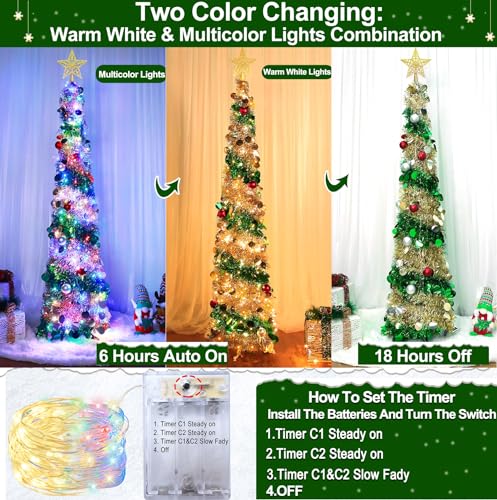 Two Color Changing:
Warm White & Multicolor Lights Combination
Multicolor Lights
Warm White Lights
6 Hours Auto On
18 Hours Off
1. Timer C1 Steady on
2. Timer C2 Steady on
3. Timer C1&C2 Slow Fady
4. Off
How To Set The Timer
Install The Batteries And Turn The Switch
1.Timer C1 Steady on
2.Timer C2 Steady on
3.Timer C1&C2 Slow Fady
4.OFF